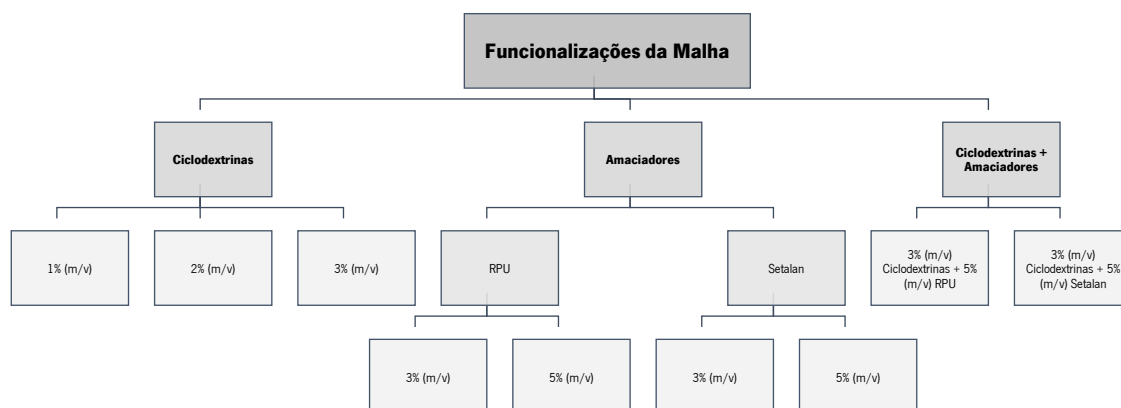 Funcionalizações da Malha
Ciclodextrinas
Amaciadores
Ciclodextrinas +
Amaciadores
1% (m/v)
2% (m/v)
3% (m/v)
RPU
Setalan
3% (m/v)
Ciclodextrinas + 5%
(m/v) RPU
3% (m/v)
Ciclodextrinas + 5%
(m/v) Setalan
3% (m/v)
5% (m/v)
3% (m/v)
5% (m/v)